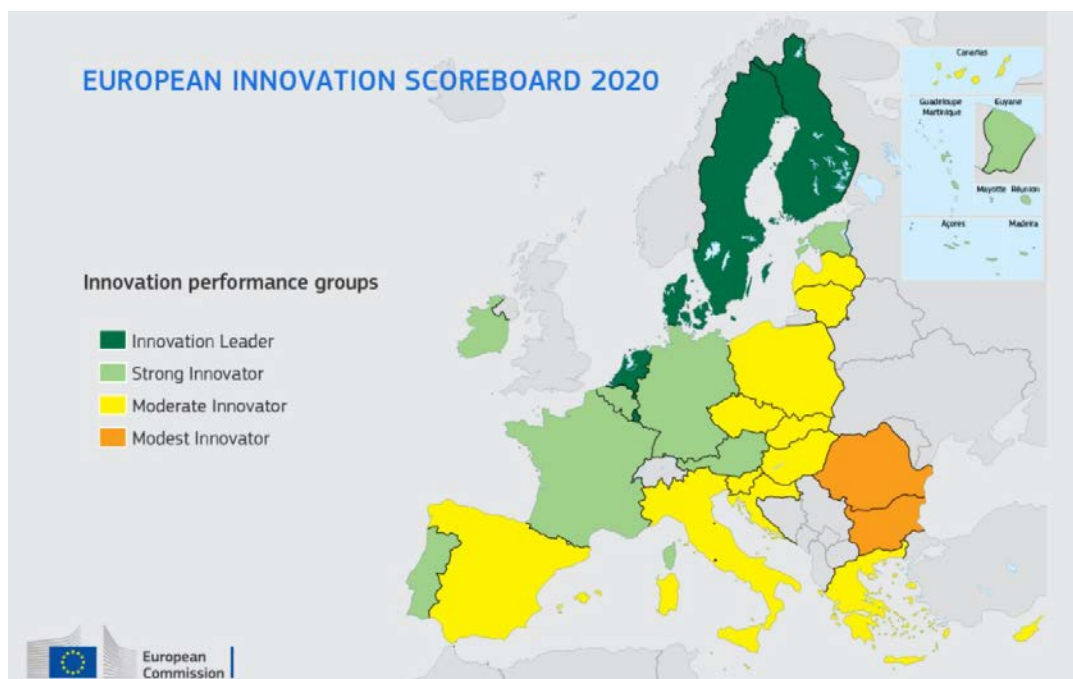 EUROPEAN INNOVATION SCOREBOARD 2020
Canarias
Guadeloupe
Martinique
Guyane
Mayotte
Réunion
Açores
Madeira
Innovation performance groups
Innovation Leader
Strong Innovator
Moderate Innovator
Modest Innovator
European
Commission